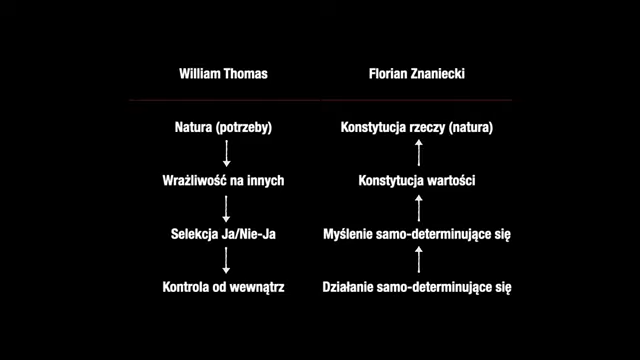 William Thomas
Florian Znaniecki
Natura (potrzeby)
Konstytucja rzeczy (natura)
Wrażliwość na innych
Konstytucja wartości
Selekcja Ja/Nie-Ja
Myślenie samo-determinujące się
Kontrola od wewnątrz
Działanie samo-determinujące się